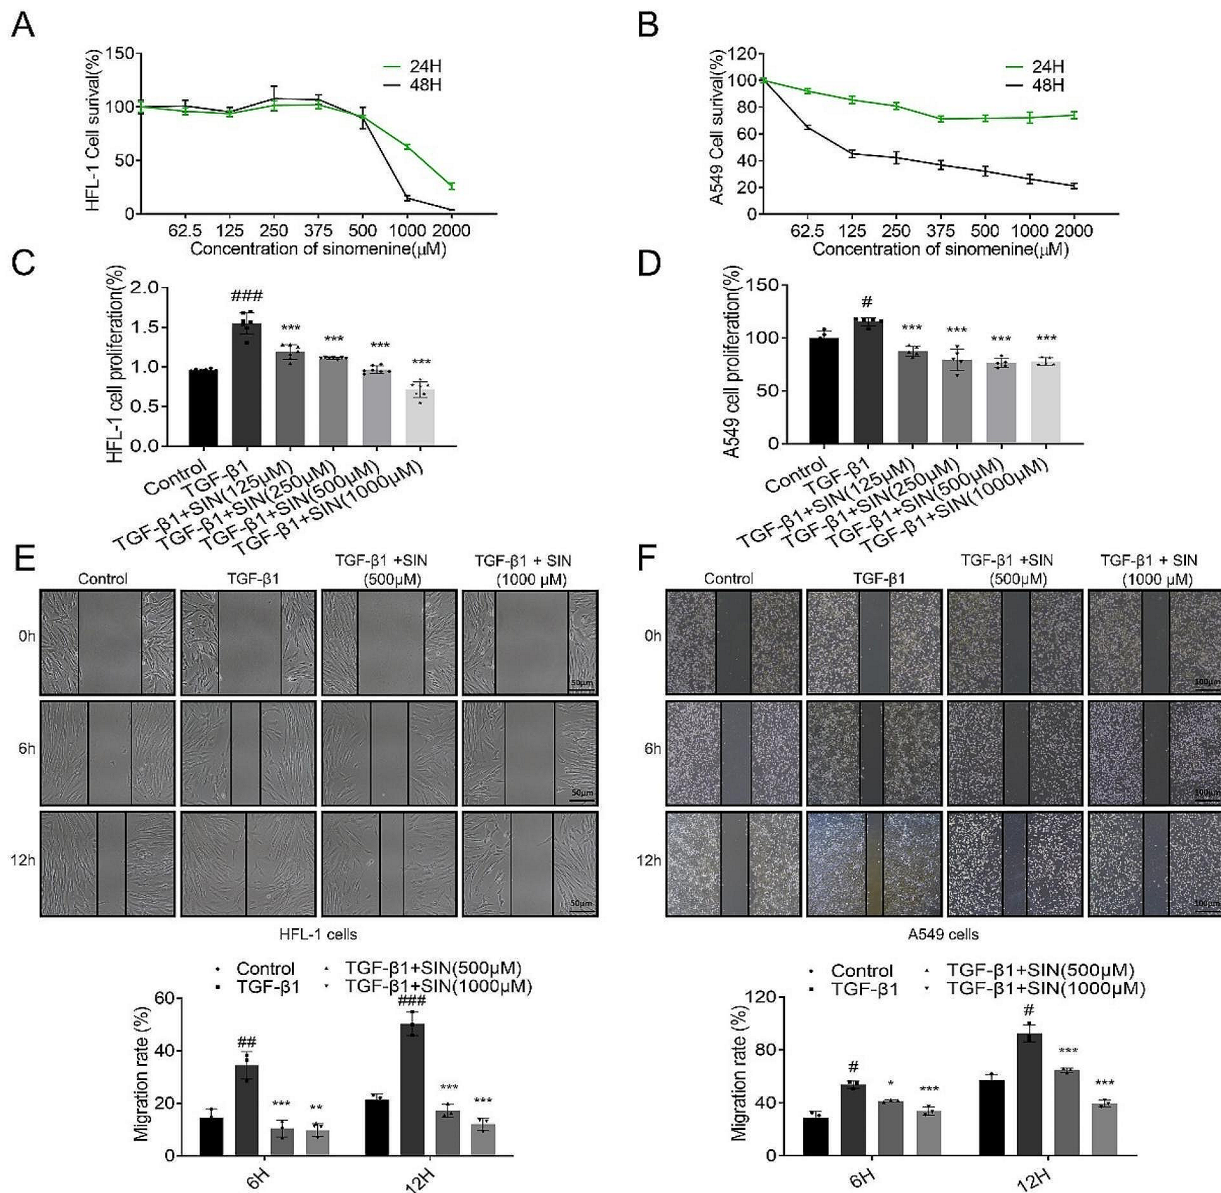 A
HFL-1 Cell surival(%)
150
100
50
0
24H
48H
62.5 125 250 375 500 1000 2000
Concentration of sinomenine(μM)
B
A549 Cell surival(%)
120
100
80
60
40
20
0
24H
48H
62.5 125 250 375 500 1000 2000
Concentration of sinomenine(μM)
C
HFL-1 cell proliferation(%)
2.0
1.5
1.0
0.5
0.0
###
***
***
***
***
Control
TGF-β1
TGF-β1+SIN(125μM)
TGF-β1+SIN(250μM)
TGF-β1+SIN(500μM)
TGF-β1+SIN(1000μM)
D
A549 cell proliferation(%)
150
100
50
0
#
***
***
***
***
Control
TGF-β1
TGF-β1+SIN(125μM)
TGF-β1+SIN(250μM)
TGF-β1+SIN(500μM)
TGF-β1+SIN(1000μM)
E
Control
TGF-β1
TGF-β1 +SIN
(500μM)
TGF-β1 + SIN
(1000 μM)
0h
50μm
6h
50μm
12h
50μm
HFL-1 cells
Control
TGF-β1
TGF-β1+SIN(500μM)
TGF-β1+SIN(1000μM)
Migration rate (%)
60
40
20
0
##
***
**
###
***
***
6H
12H
F
Control
TGF-β1
TGF-β1 +SIN
(500μM)
TGF-β1 + SIN
(1000 μM)
0h
100μm
6h
100μm
12h
100μm
A549 cells
Control
TGF-β1
TGF-β1+SIN(500μM)
TGF-β1+SIN(1000μM)
Migration rate (%)
120
80
40
0
#
*
***
#
***
***
6H
12H